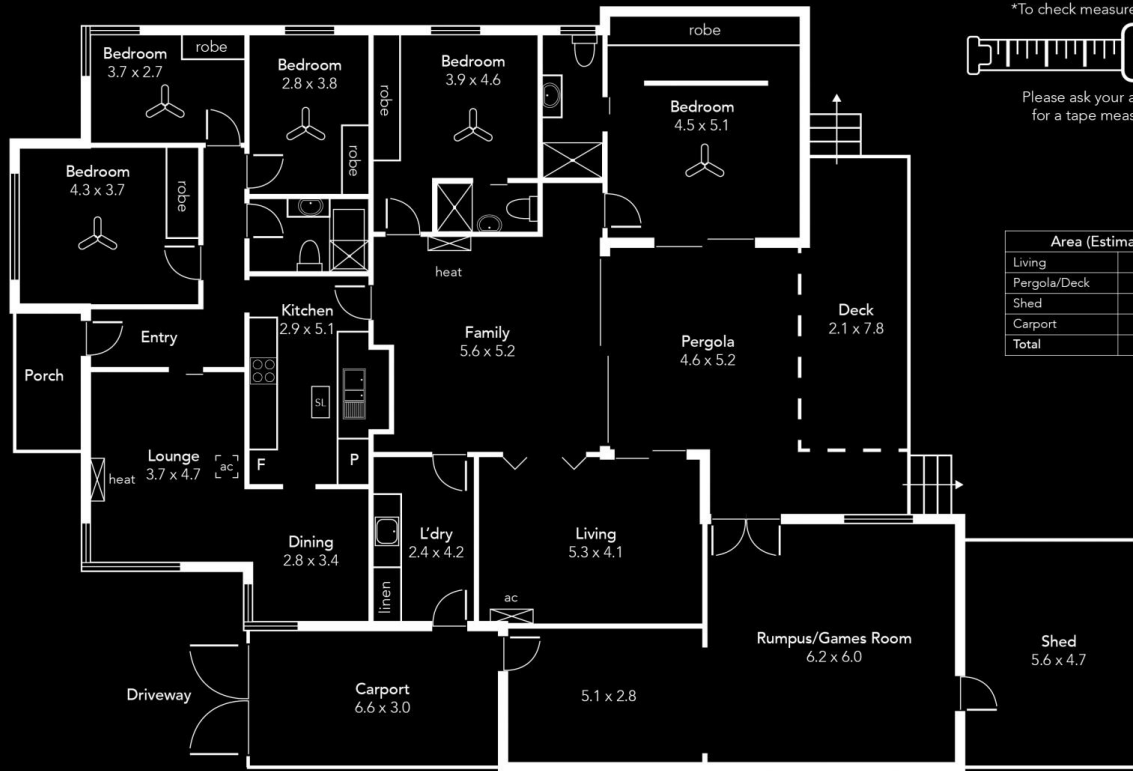 *To check measure
Please ask your a
for a tape meas
Bedroom
3.7 x 2.7
robe
Bedroom
2.8 x 3.8
robe
robe
Bedroom
3.9 x 4.6
robe
Bedroom
4.5 x 5.1
Bedroom
4.3 x 3.7
robe
heat
Kitchen
2.9 x 5.1
Family
5.6 x 5.2
Pergola
4.6 x 5.2
Deck
2.1 x 7.8
Area (Estima
Living
Pergola/Deck
Shed
Carport
Total
Entry
Porch
SL
Lounge
3.7 x 4.7
heat
ac
F
P
Dining
2.8 x 3.4
L'dry
2.4 x 4.2
linen
Living
5.3 x 4.1
ac
Rumpus/Games Room
6.2 x 6.0
Shed
5.6 x 4.7
Driveway
Carport
6.6 x 3.0
5.1 x 2.8